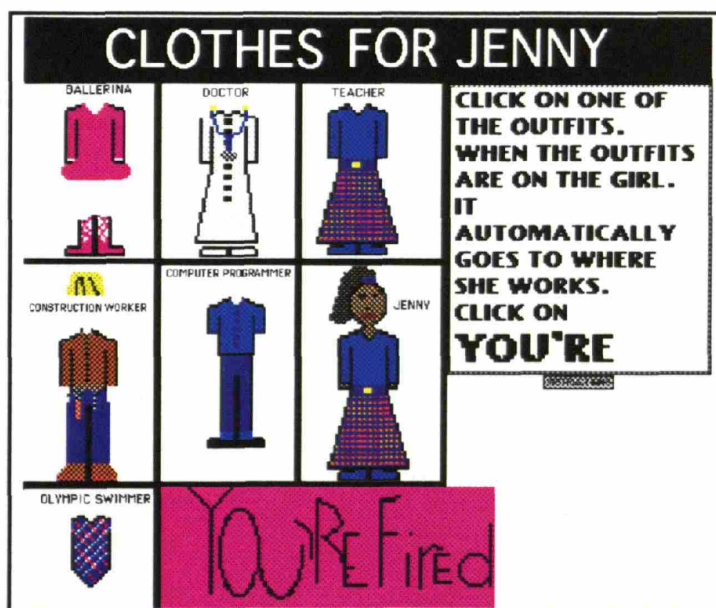 CLOTHES FOR JENNY
BALLERINA
DOCTOR
TEACHER
CLICK ON ONE OF
THE OUTFITS.
WHEN THE OUTFITS
ARE ON THE GIRL.
IT
AUTOMATICALLY
GOES TO WHERE
SHE WORKS.
CLICK ON
YOU'RE
CONSTRUCTION WORKER
COMPUTER PROGRAMMER
JENNY
OLYMPIC SWIMMER
YOU'RE FIRED